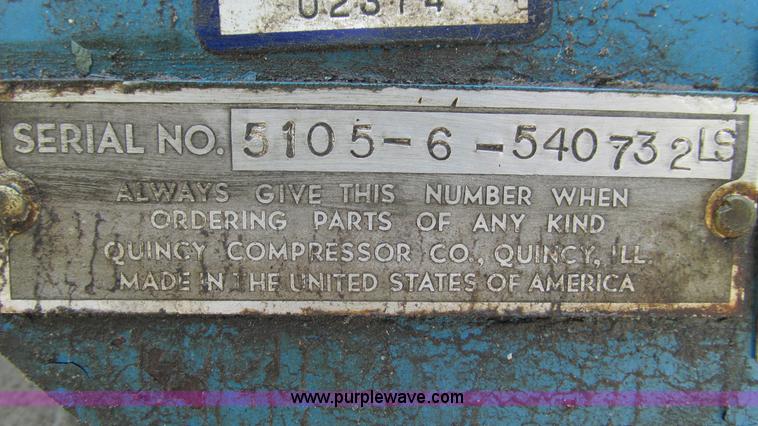 02374
SERIAL NO. 5105-6-540732LS
ALWAYS GIVE THIS NUMBER WHEN
ORDERING PARTS OF ANY KIND
QUINCY COMPRESSOR CO., QUINCY, ILL.
MADE IN THE UNITED STATES OF AMERICA
www.purplewave.com